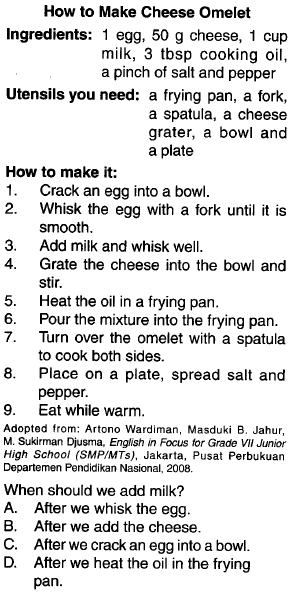 How to Make Cheese Omelet
Ingredients: 1 egg, 50 g cheese, 1 cup
milk, 3 tbsp cooking oil,
a pinch of salt and pepper
Utensils you need: a frying pan, a fork,
a spatula, a cheese
grater, a bowl and
a plate
How to make it:
1. Crack an egg into a bowl.
2. Whisk the egg with a fork until it is
smooth.
3. Add milk and whisk well.
4. Grate the cheese into the bowl and
stir.
5. Heat the oil in a frying pan.
6. Pour the mixture into the frying pan.
7. Turn over the omelet with a spatula
to cook both sides.
8. Place on a plate, spread salt and
pepper.
9. Eat while warm.
Adopted from: Artono Wardiman, Masduki B. Jahur,
M. Sukirman Djusma, English in Focus for Grade VII Junior
High School (SMP/MTs), Jakarta, Pusat Perbukuan
Departemen Pendidikan Nasional, 2008.
When should we add milk?
A. After we whisk the egg.
B. After we add the cheese.
C. After we crack an egg into a bowl.
D. After we heat the oil in the frying
pan.